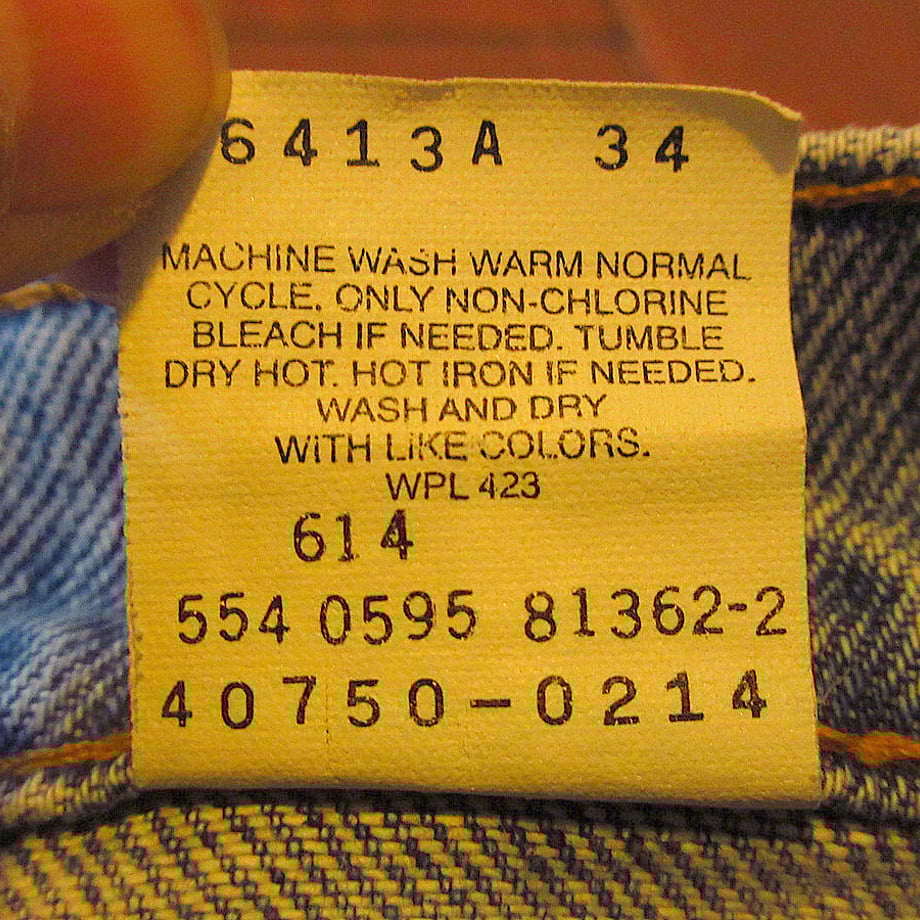 6413A 34
MACHINE WASH WARM NORMAL
CYCLE. ONLY NON-CHLORINE
BLEACH IF NEEDED. TUMBLE
DRY HOT. HOT IRON IF NEEDED.
WASH AND DRY
WITH LIKE COLORS.
WPL 423
614
554 0595 81362-2
40750-0214